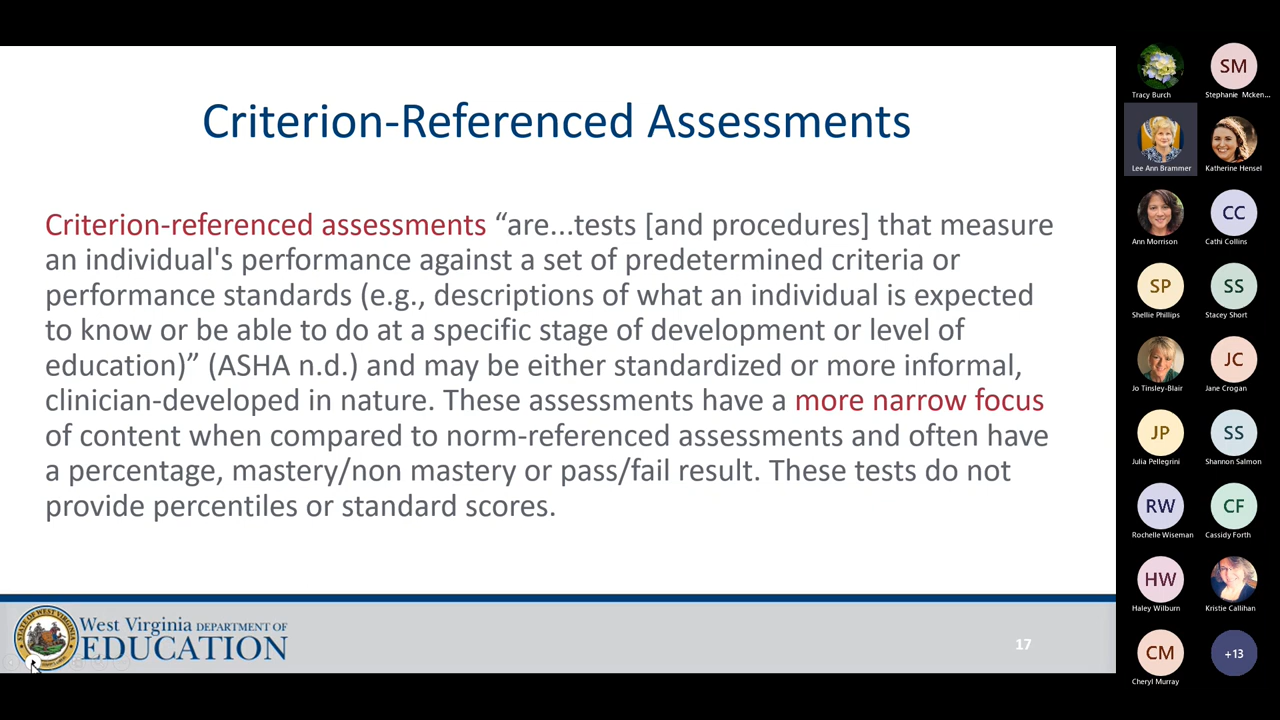 Criterion-Referenced Assessments
Criterion-referenced assessments “are...tests [and procedures] that measure
an individual's performance against a set of predetermined criteria or
performance standards (e.g., descriptions of what an individual is expected
to know or be able to do at a specific stage of development or level of
education)” (ASHA n.d.) and may be either standardized or more informal,
clinician-developed in nature. These assessments have a more narrow focus
of content when compared to norm-referenced assessments and often have
a percentage, mastery/non mastery or pass/fail result. These tests do not
provide percentiles or standard scores.
West Virginia DEPARTMENT OF
EDUCATION
17
Tracy Burch
SM
Stephanie Mcken...
Lee Ann Brammer
Katherine Hensel
Ann Morrison
CC
Cathi Collins
SP
Shellie Phillips
SS
Stacey Short
Jo Tinsley-Blair
JC
Jane Crogan
JP
Julia Pellegrini
SS
Shannon Salmon
RW
Rochelle Wiseman
CF
Cassidy Forth
HW
Haley Wilburn
Kristie Callihan
CM
Cheryl Murray
+13